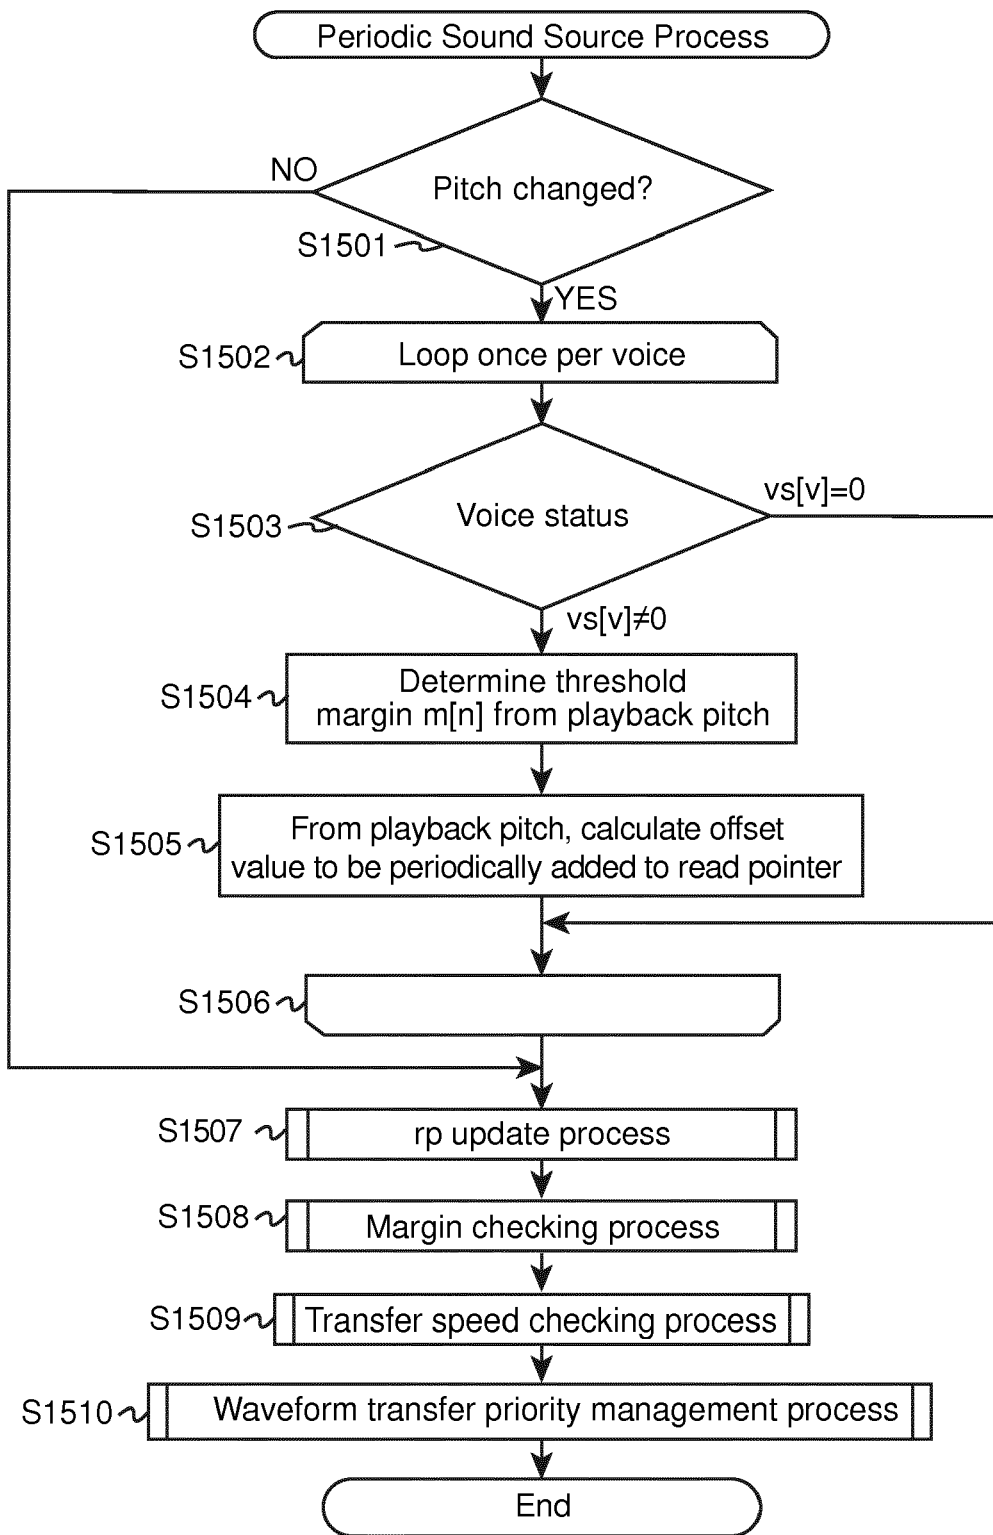 Periodic Sound Source Process
NO
Pitch changed?
S1501
YES
S1502
Loop once per voice
vs[v]=0
S1503
Voice status
vs[v]≠0
S1504
Determine threshold
margin m[n] from playback pitch
S1505
From playback pitch, calculate offset
value to be periodically added to read pointer
S1506
S1507
rp update process
S1508
Margin checking process
S1509
Transfer speed checking process
S1510
Waveform transfer priority management process
End